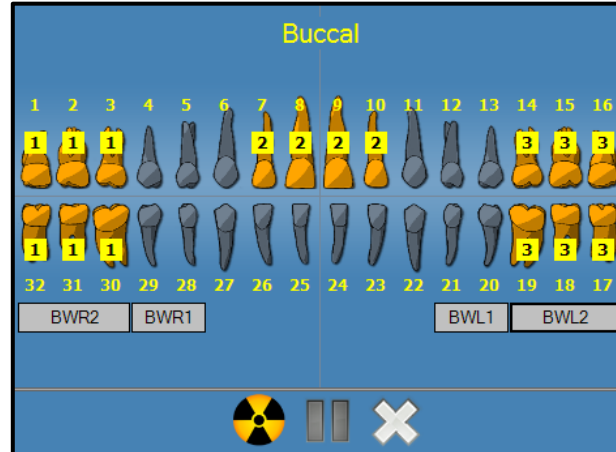 Buccal
1 2 3 4 5 6 7 8 9 10 11 12 13 14 15 16
1 1 1 2 2 2 2 3 3 3
1 1 1 3 3 3
32 31 30 29 28 27 26 25 24 23 22 21 20 19 18 17
BWR2 BWR1 BWL1 BWL2